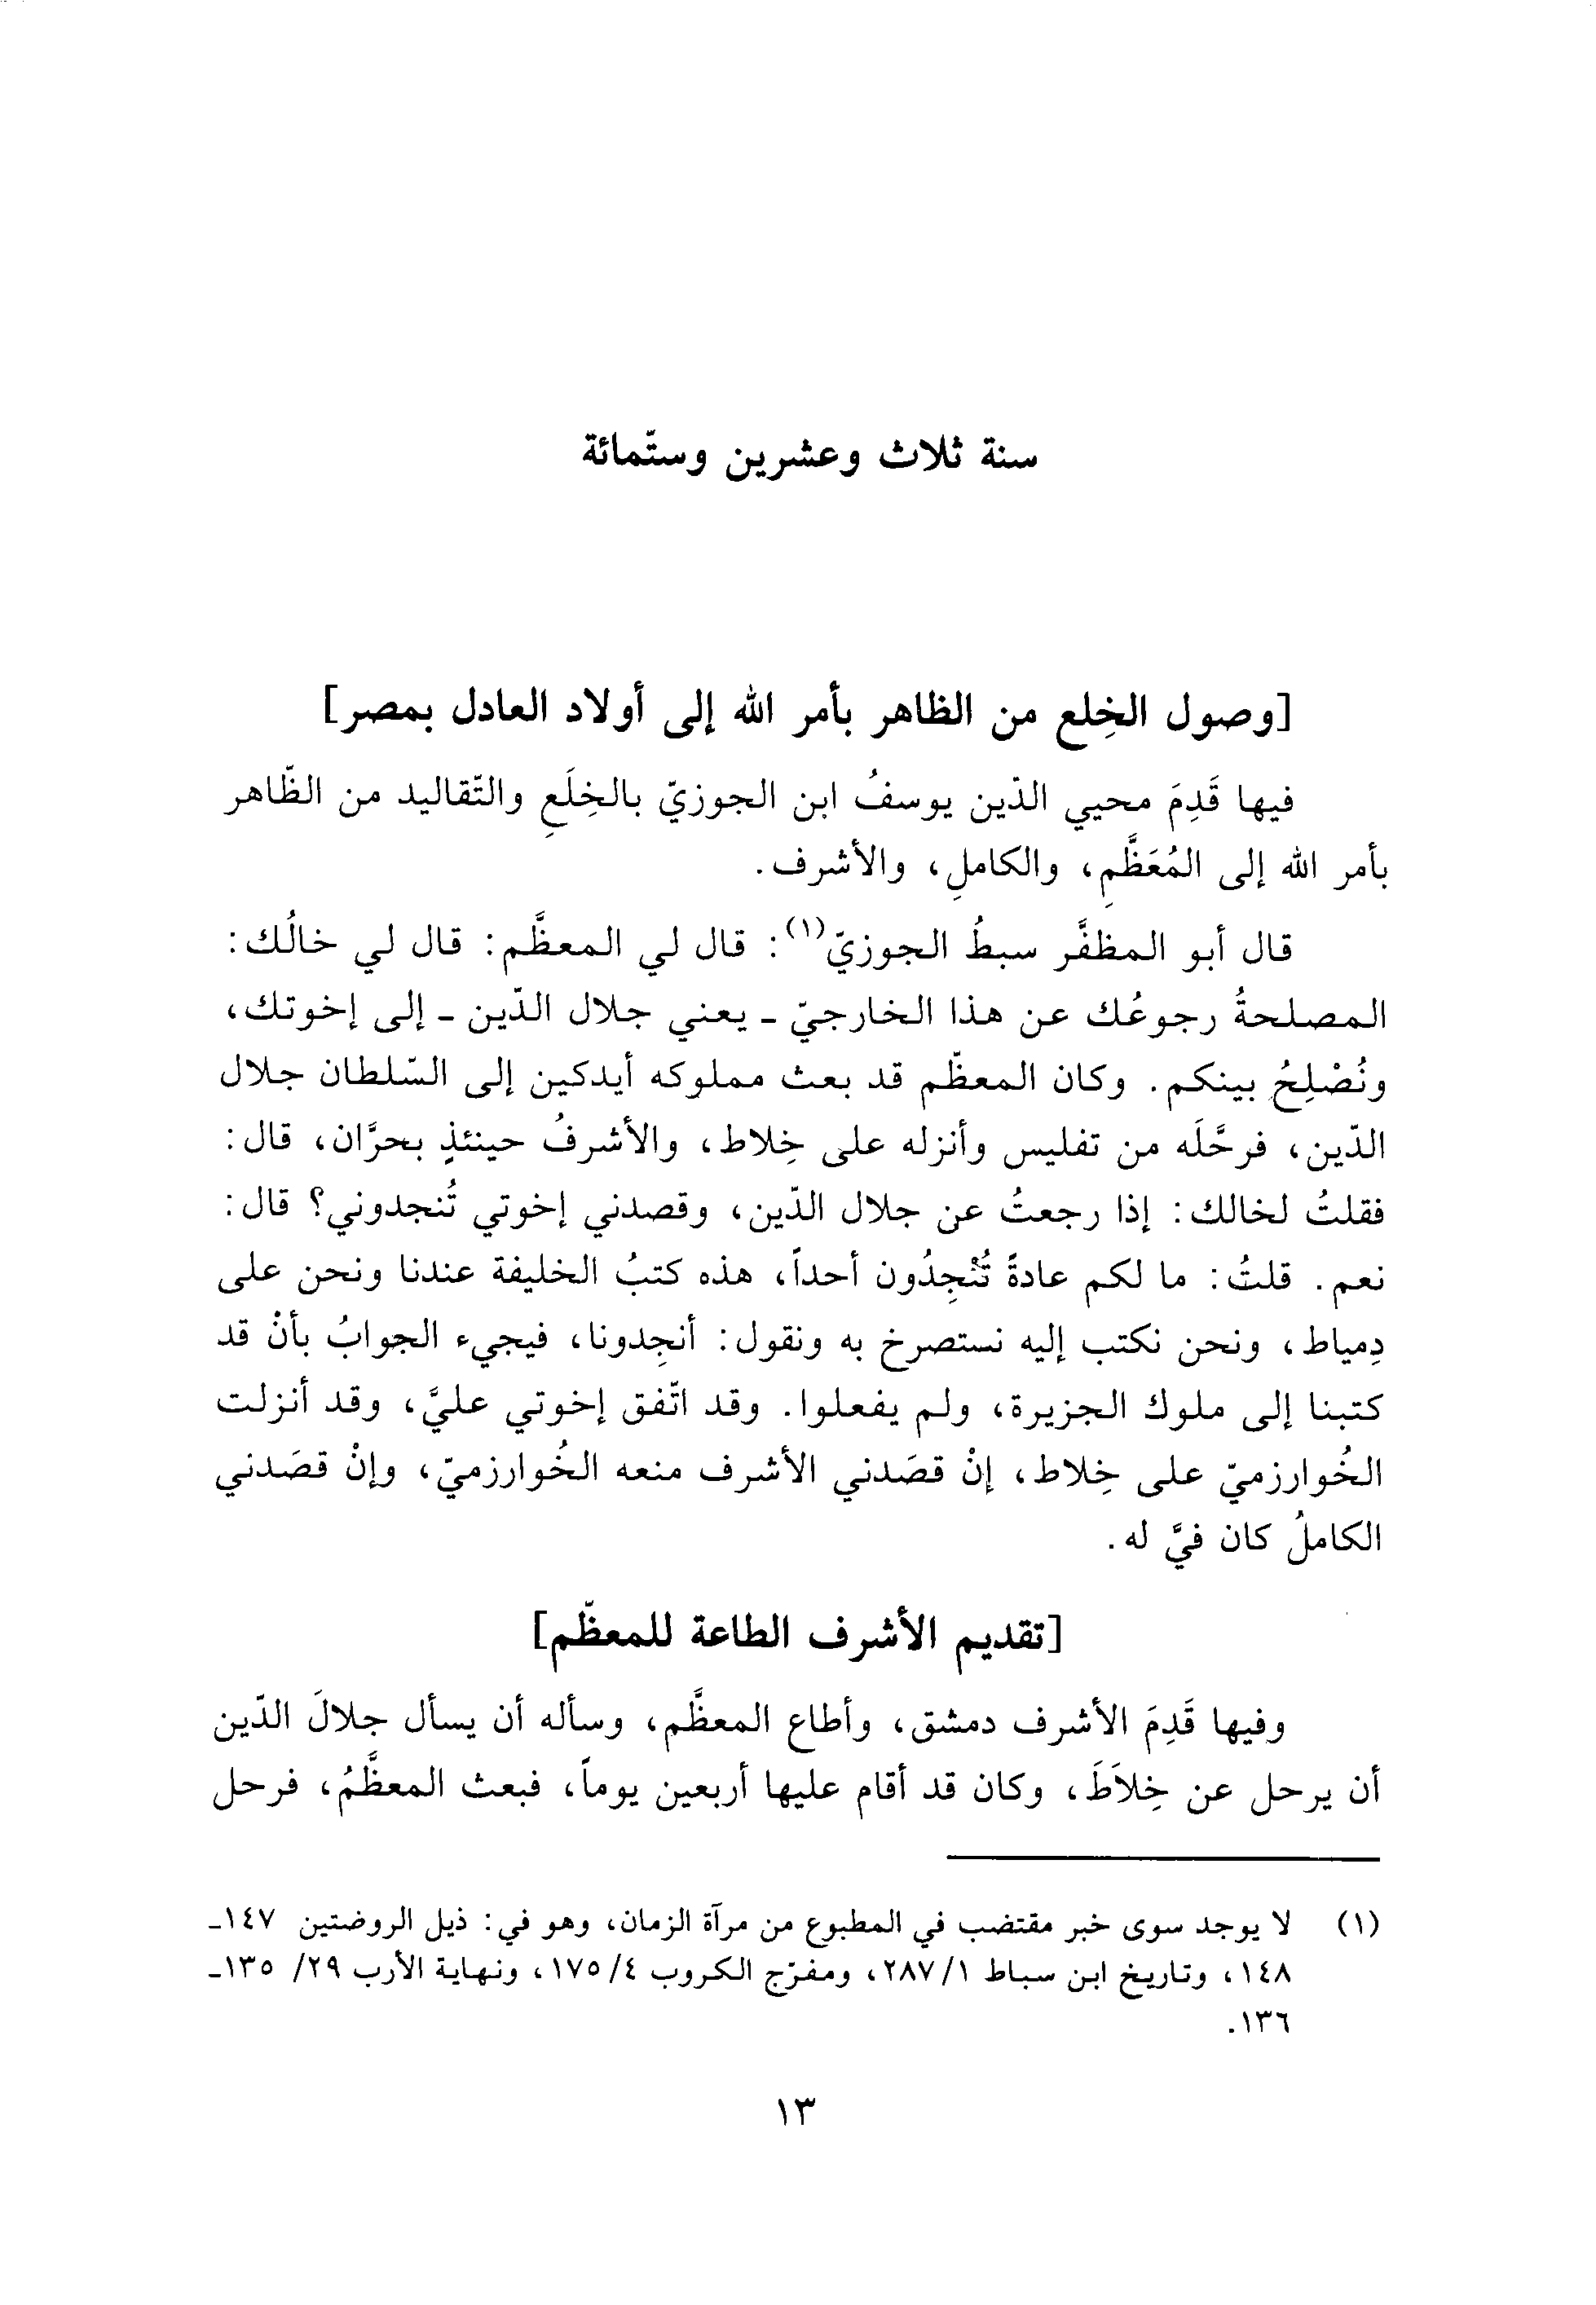 سنة ثلاث وعشرين وستّمائة
[وصول الخِلع من الظاهر بأمر الله إلى أولاد العادل بمصر]
فيها قَدِمَ محيي الدّين يوسفُ ابن الجوزيّ بالخِلَعِ والتّقاليد من الظّاهر
بأمر الله إلى المُعَظَّمِ، والكاملِ، والأشرف.
قال أبو المظفَّر سبطُ الجوزيّ(١): قال لي المعظَّم: قال لي خالُك:
المصلحةُ رجوعُك عن هذا الخارجيّ - يعني جلال الدّين - إلى إخوتك،
ونُصْلِحُ بينكم. وكان المعظّم قد بعث مملوكه أيدكين إلى السّلطان جلال
الدّين، فرحَّلَه من تفليس وأنزله على خِلاط، والأشرفُ حينئذٍ بحرَّان، قال:
فقلتُ لخالك: إذا رجعتُ عن جلال الدّين، وقصدني إخوتي تُنجدوني؟ قال:
نعم. قلتُ: ما لكم عادةً تُنْجِدُون أحداً، هذه كتبُ الخليفة عندنا ونحن على
دِمياط، ونحن نكتب إليه نستصرخ به ونقول: أنجِدونا، فيجيء الجوابُ بأنْ قد
كتبنا إلى ملوك الجزيرة، ولم يفعلوا. وقد اتّفق إخوتي عليَّ، وقد أنزلت
الخُوارزميّ على خِلاط، إنْ قصَدني الأشرف منعه الخُوارزميّ، وإنْ قصَدني
الكاملُ كان فيَّ له.
[تقديم الأشرف الطاعة للمعظّم]
وفيها قَدِمَ الأشرف دمشق، وأطاع المعظَّم، وسأله أن يسأل جلالَ الدّين
أن يرحل عن خِلاَطَ، وكان قد أقام عليها أربعين يوماً، فبعث المعظَّمُ، فرحل
(١) لا يوجد سوى خبر مقتضب في المطبوع من مرآة الزمان، وهو في: ذيل الروضتين ١٤٧-
١٤٨، وتاريخ ابن سباط ١/ ٢٨٧، ومفرّج الكروب ٤/ ١٧٥، ونهاية الأرب ٢٩/ ١٣٥-
١٣٦.
١٣